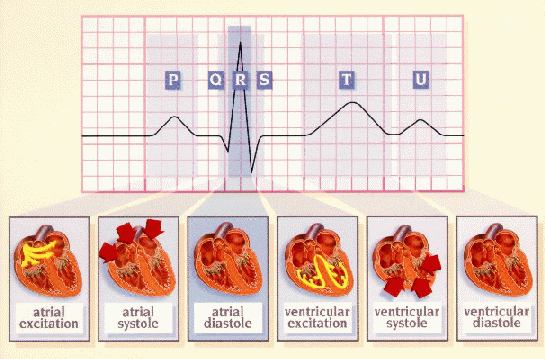 P Q R S T U
atrial excitation
atrial systole
atrial diastole
ventricular excitation
ventricular systole
ventricular diastole